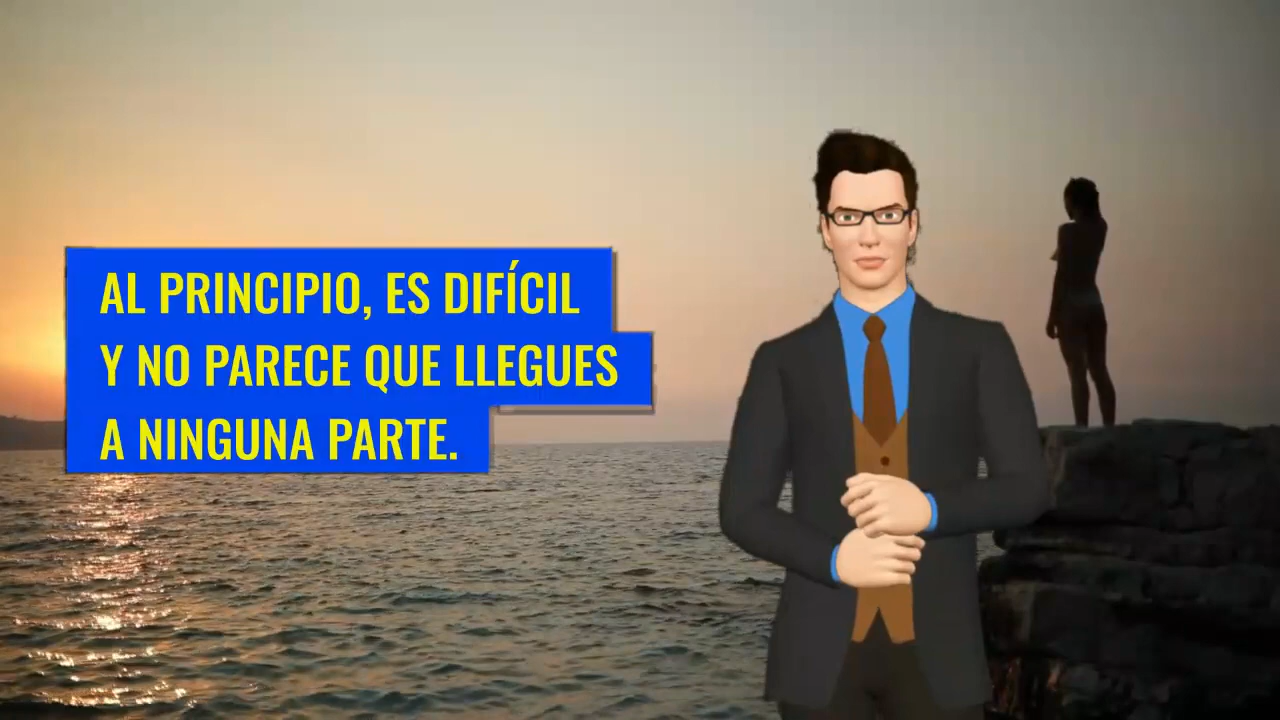 AL PRINCIPIO, ES DIFÍCIL
Y NO PARECE QUE LLEGUES
A NINGUNA PARTE.